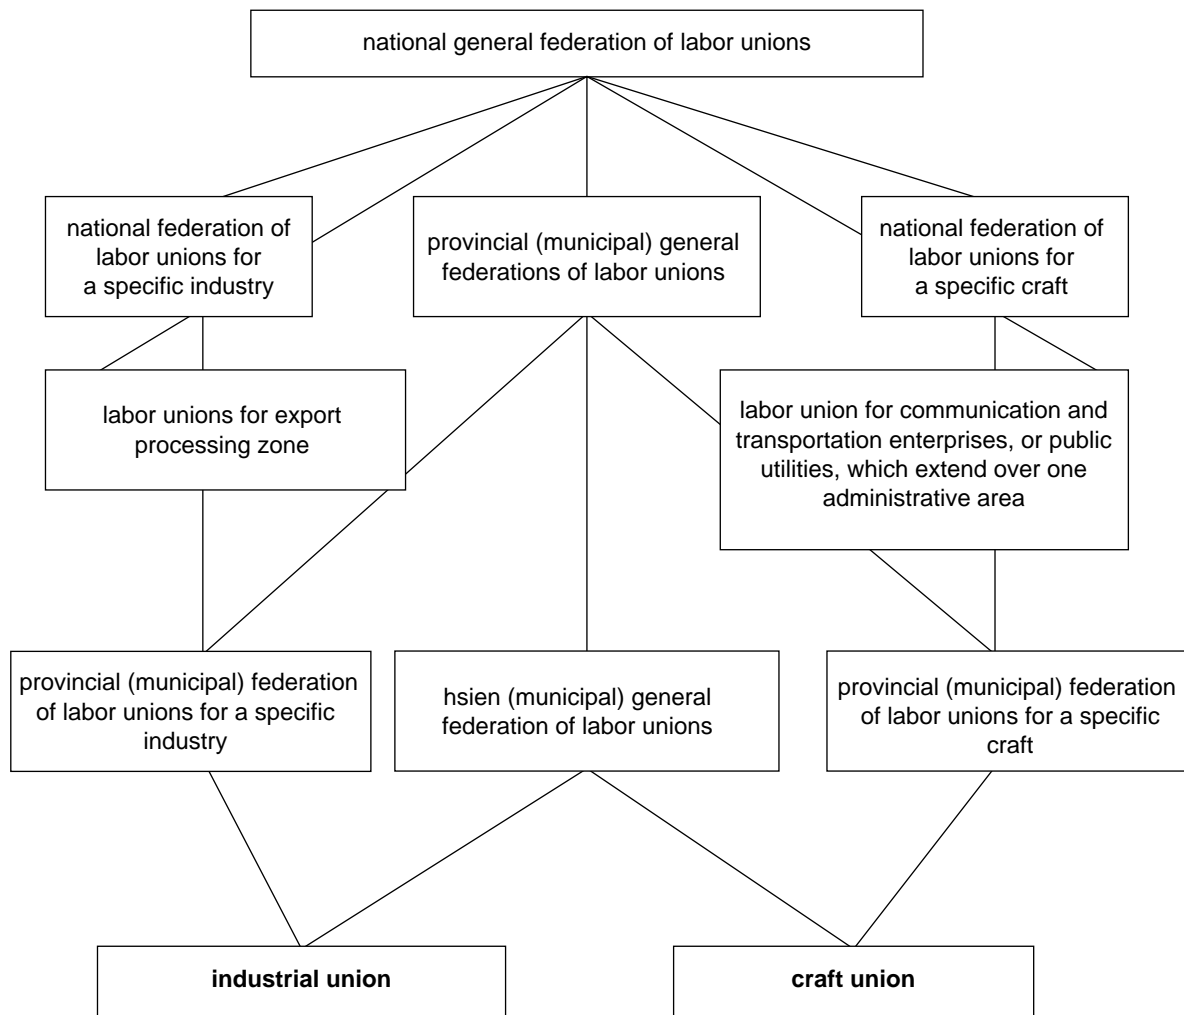 national general federation of labor unions
national federation of
labor unions for
a specific industry
provincial (municipal) general
federations of labor unions
national federation of
labor unions for
a specific craft
labor unions for export
processing zone
labor union for communication and
transportation enterprises, or public
utilities, which extend over one
administrative area
provincial (municipal) federation
of labor unions for a specific
industry
hsien (municipal) general
federation of labor unions
provincial (municipal) federation
of labor unions for a specific
craft
industrial union
craft union